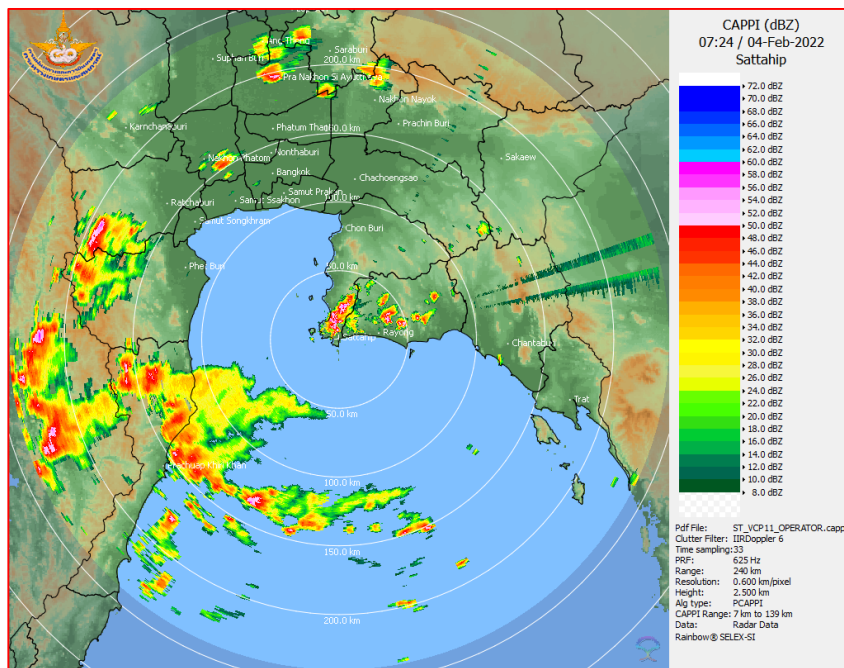 CAPPI (dBZ)
07:24 / 04-Feb-2022
Sattahip
72.0 dBZ
70.0 dBZ
68.0 dBZ
66.0 dBZ
64.0 dBZ
62.0 dBZ
60.0 dBZ
58.0 dBZ
56.0 dBZ
54.0 dBZ
52.0 dBZ
50.0 dBZ
48.0 dBZ
46.0 dBZ
44.0 dBZ
42.0 dBZ
40.0 dBZ
38.0 dBZ
36.0 dBZ
34.0 dBZ
32.0 dBZ
30.0 dBZ
28.0 dBZ
26.0 dBZ
24.0 dBZ
22.0 dBZ
20.0 dBZ
18.0 dBZ
16.0 dBZ
14.0 dBZ
12.0 dBZ
10.0 dBZ
8.0 dBZ
Pdf File: ST_VCP11_OPERATOR.capp
Clutter Filter: IIRDoppler 6
Time sampling:33
PRF: 625 Hz
Range: 240 km
Resolution: 0.600 km/pixel
Height: 2.500 km
Alg type: PCAPPI
CAPPI Range: 7 km to 139 km
Data: Radar Data
Rainbow® SELEX-SI
Saraburi
200.0 km
Pra Nakhon Si Ayutthaya
Nakhon Nayok
Karnchanaburi
Phatum Thani
Prachin Buri
Nonthaburi
Nakhon Phatom
Sakaew
Bangkok
Chachoengsao
Samut Prakan
Ratchaburi
Samut Ssakhon
Samut Songkhram
Chon Buri
Phet Buri
Rayong
Sattahip
Chantaburi
Trat
50.0 km
100.0 km
150.0 km
200.0 km